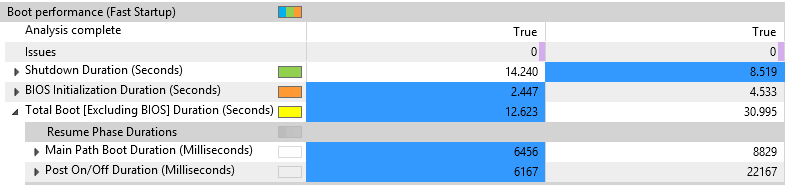 Boot performance (Fast Startup)
Analysis complete True True
Issues 0 0
Shutdown Duration (Seconds) 14.240 8.519
BIOS Initialization Duration (Seconds) 2.447 4.533
Total Boot [Excluding BIOS] Duration (Seconds) 12.623 30.995
Resume Phase Durations
Main Path Boot Duration (Milliseconds) 6456 8829
Post On/Off Duration (Milliseconds) 6167 22167